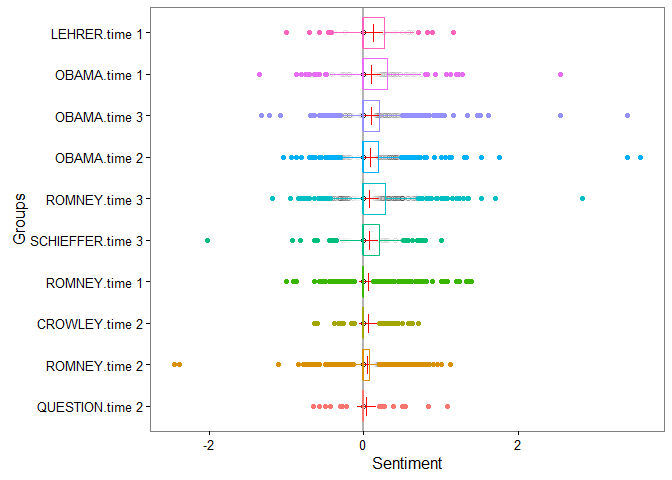 LEHRER.time 1
OBAMA.time 1
OBAMA.time 3
OBAMA.time 2
ROMNEY.time 3
SCHIEFFER.time 3
ROMNEY.time 1
CROWLEY.time 2
ROMNEY.time 2
QUESTION.time 2
Groups
-2 0 2
Sentiment